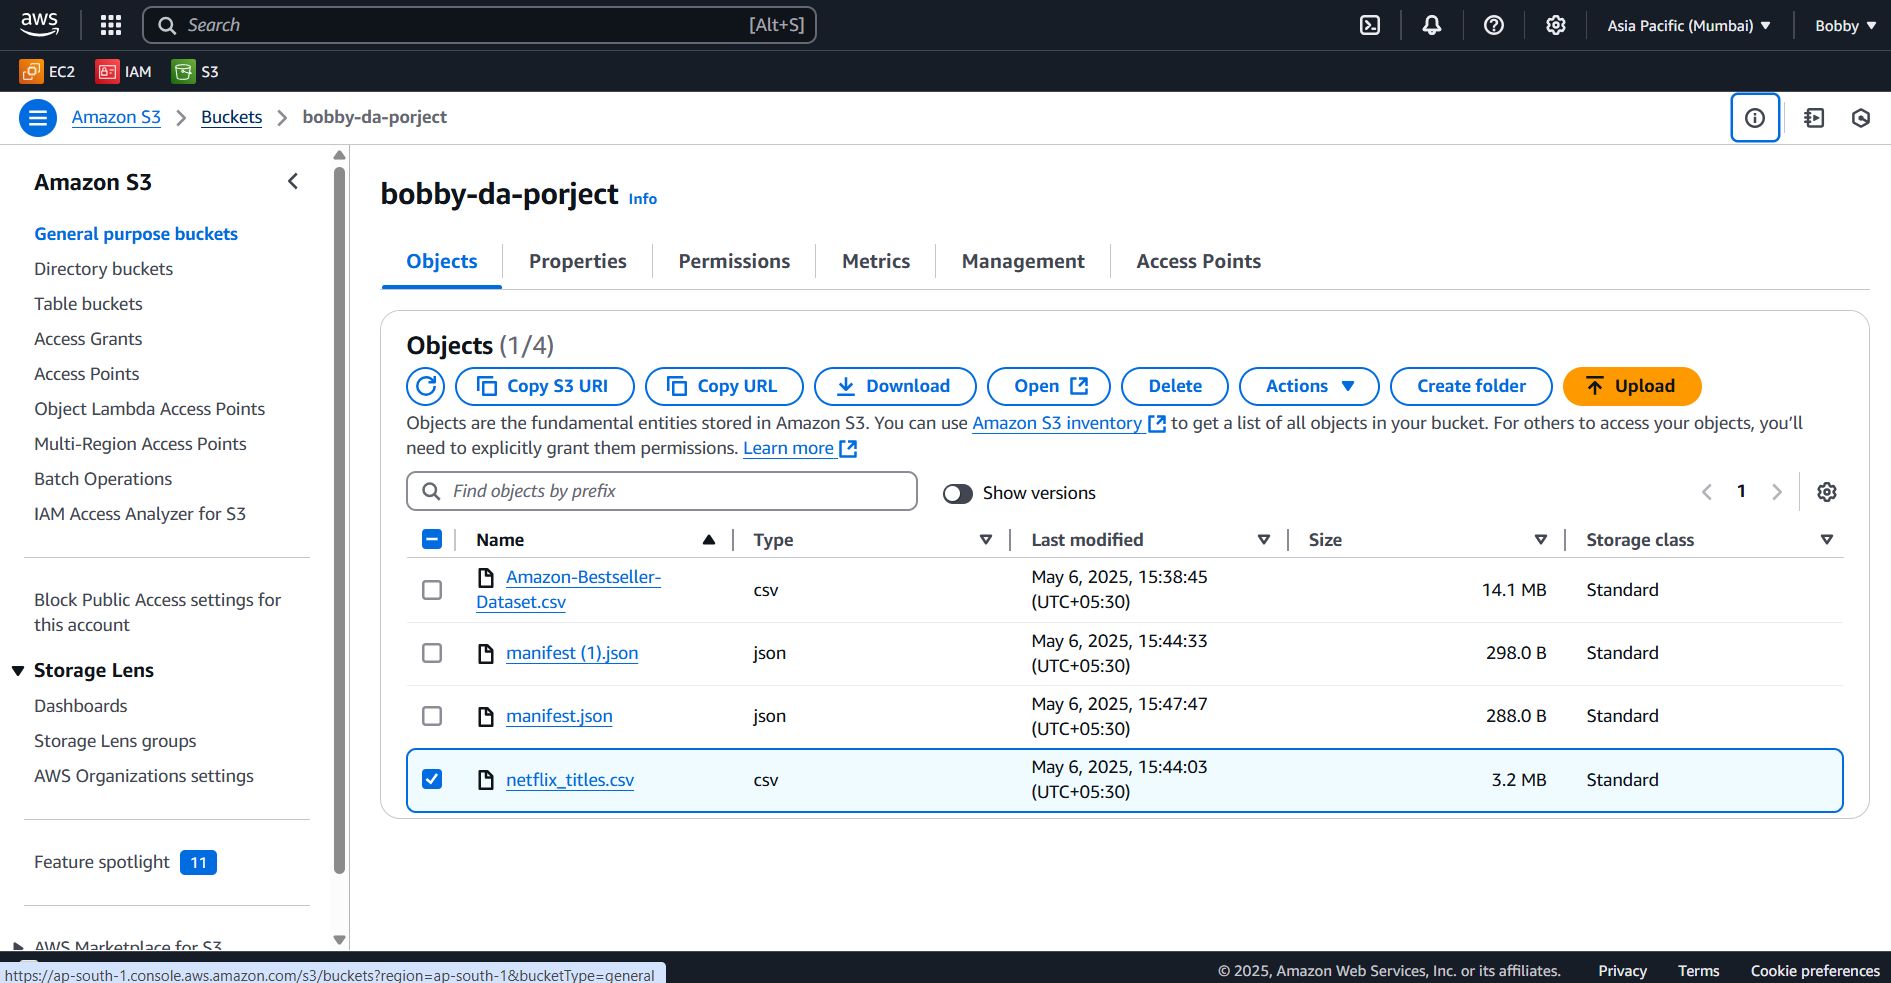 aws
Search [Alt+S]
Asia Pacific (Mumbai)
Bobby
EC2
IAM
S3
Amazon S3
Buckets
bobby-da-porject
Amazon S3
General purpose buckets
Directory buckets
Table buckets
Access Grants
Access Points
Object Lambda Access Points
Multi-Region Access Points
Batch Operations
IAM Access Analyzer for S3
Block Public Access settings for
this account
Storage Lens
Dashboards
Storage Lens groups
AWS Organizations settings
Feature spotlight 11
AWS Marketplace for S3
bobby-da-porject Info
Objects
Properties
Permissions
Metrics
Management
Access Points
Objects (1/4)
Copy S3 URI
Copy URL
Download
Open
Delete
Actions
Create folder
Upload
Objects are the fundamental entities stored in Amazon S3. You can use Amazon S3 inventory to get a list of all objects in your bucket. For others to access your objects, you'll
need to explicitly grant them permissions. Learn more
Find objects by prefix
Show versions
1
Name
Type
Last modified
Size
Storage class
Amazon-Bestseller-
Dataset.csv
csv
May 6, 2025, 15:38:45
(UTC+05:30)
14.1 MB
Standard
manifest (1).json
json
May 6, 2025, 15:44:33
(UTC+05:30)
298.0 B
Standard
manifest.json
json
May 6, 2025, 15:47:47
(UTC+05:30)
288.0 B
Standard
netflix_titles.csv
csv
May 6, 2025, 15:44:03
(UTC+05:30)
3.2 MB
Standard
https://ap-south-1.console.aws.amazon.com/s3/buckets?region=ap-south-1&bucketType=general
© 2025, Amazon Web Services, Inc. or its affiliates.
Privacy
Terms
Cookie preferences